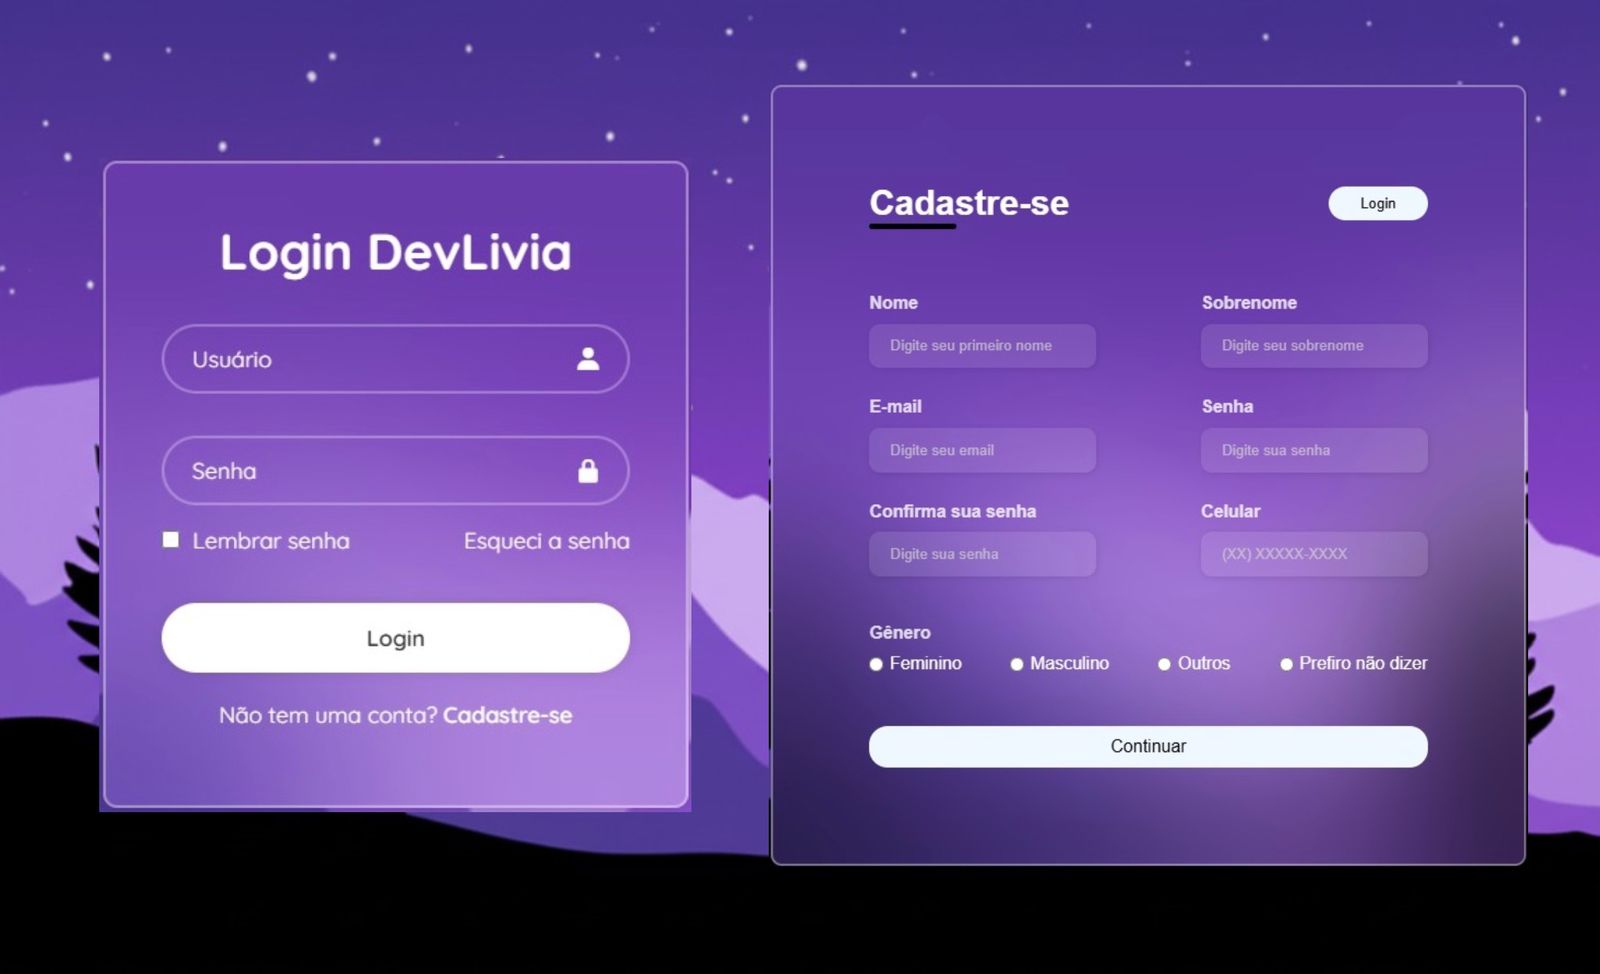 Login DevLivia
Usuário
Senha
Lembrar senha
Esqueci a senha
Login
Não tem uma conta? Cadastre-se
Cadastre-se
Login
Nome
Sobrenome
Digite seu primeiro nome
Digite seu sobrenome
E-mail
Senha
Digite seu email
Digite sua senha
Confirma sua senha
Celular
Digite sua senha
(XX) XXXXX-XXXX
Gênero
Feminino
Masculino
Outros
Prefiro não dizer
Continuar